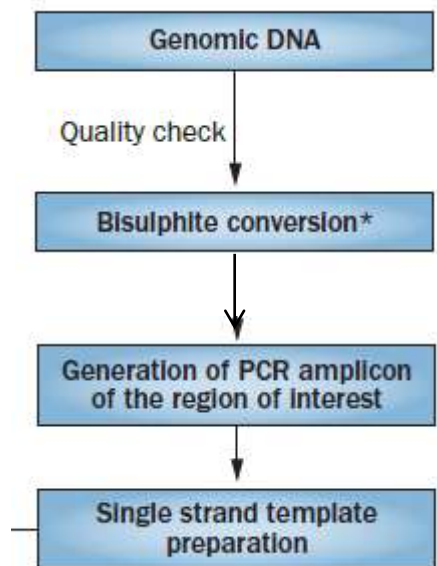 Genomic DNA
Quality check
Bisulphite conversion*
Generation of PCR amplicon
of the region of interest
Single strand template
preparation